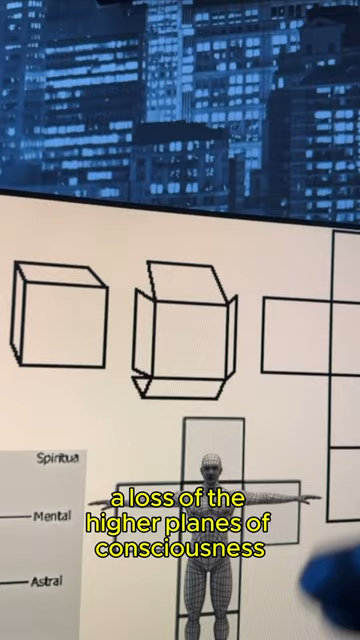 Spiritua
Mental
Astral
a loss of the
higher planes of
consciousness